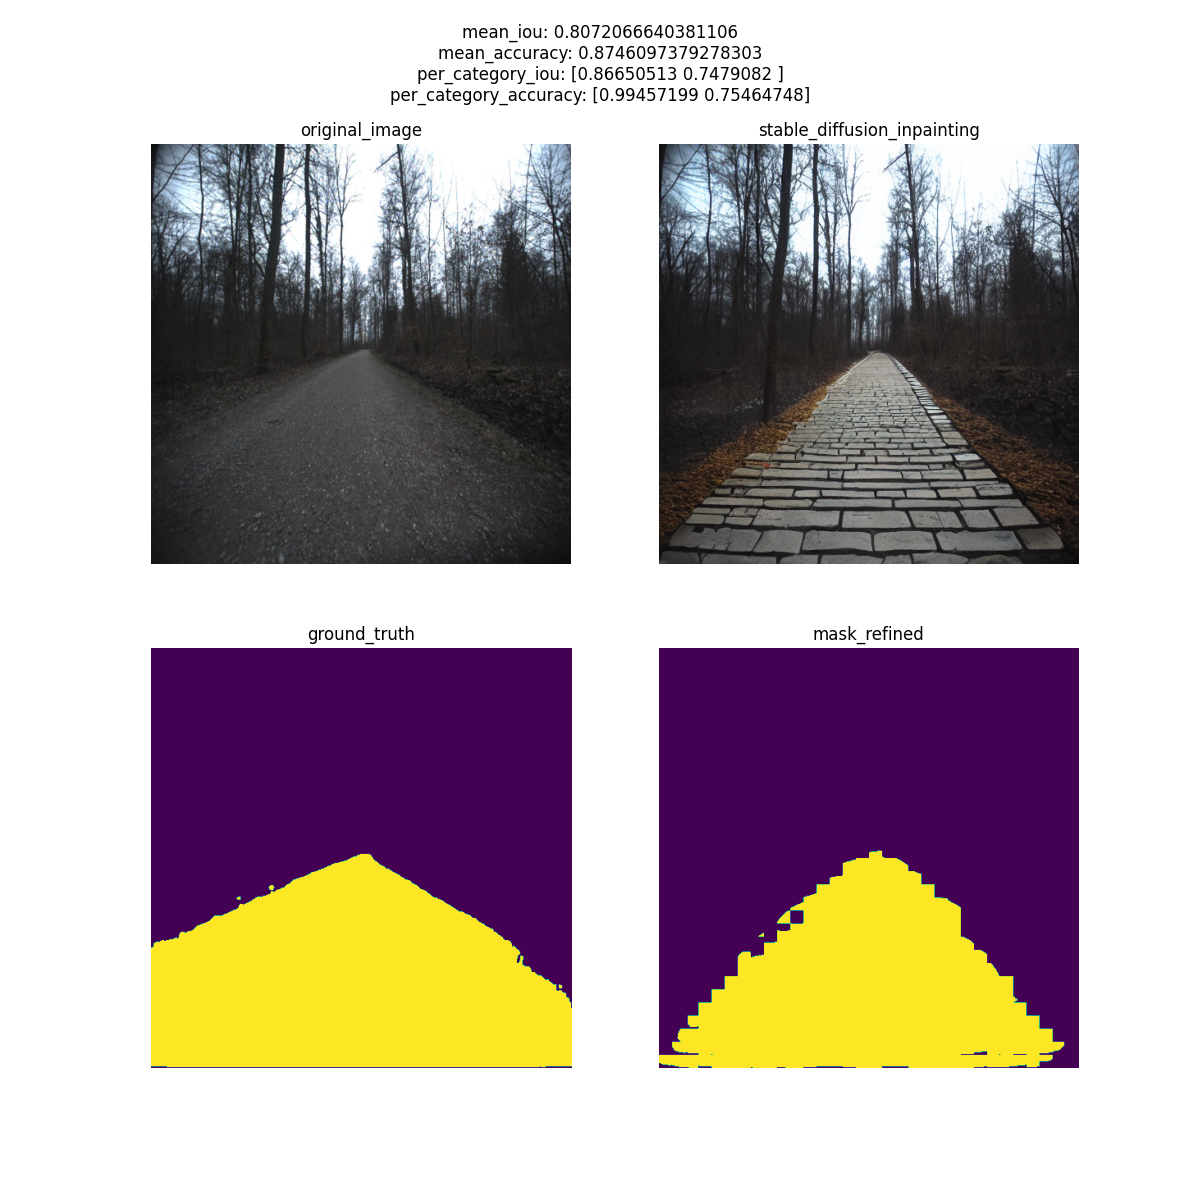 mean_iou: 0.8072066640381106
mean_accuracy: 0.8746097379278303
per_category_iou: [0.86650513 0.7479082 ]
per_category_accuracy: [0.99457199 0.75464748]
original_image
stable_diffusion_inpainting
ground_truth
mask_refined